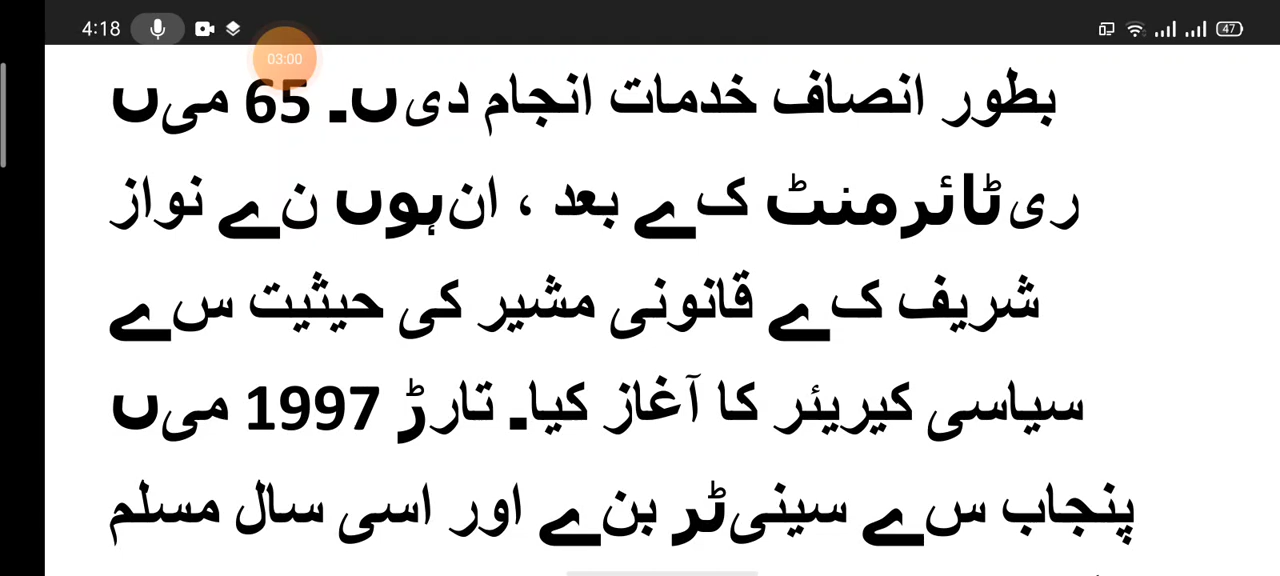 4:18
47
03:00
بطور انصاف خدمات انجام دیں۔ 65 میں
ریٹائرمنٹ کے بعد ، انہوں نے نواز
شریف کے قانونی مشیر کی حیثیت سے
سیاسی کیریئر کا آغاز کیا۔ تارڑ 1997 میں
پنجاب سے سینیٹر بنے اور اسی سال مسلم